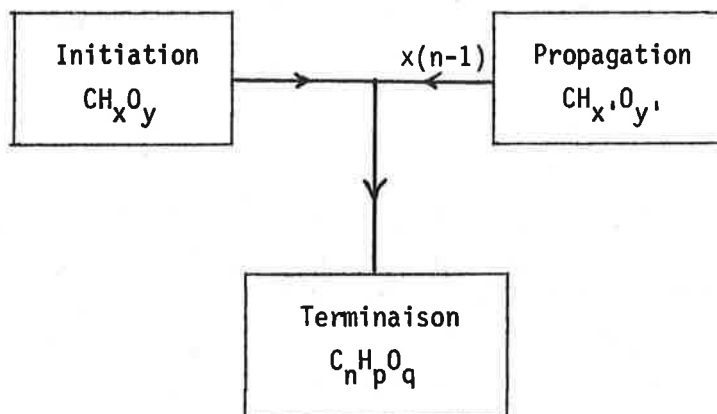 Initiation
CHxOy
x(n-1)
Propagation
CHx'Oy'
Terminaison
CnHpOq